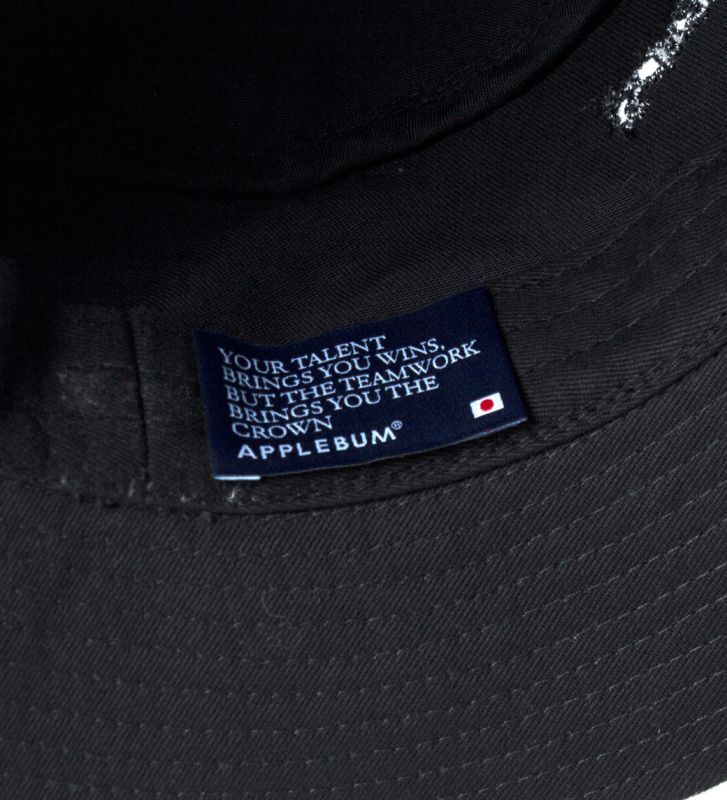 YOUR TALENT
BRINGS YOU WINS,
BUT THE TEAMWORK
BRINGS YOU THE
CROWN
APPLEBUM®